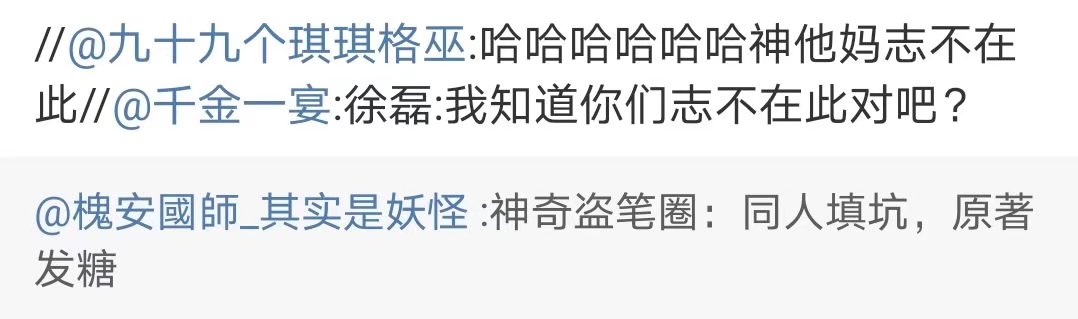 //@九十九个琪琪格巫:哈哈哈哈哈哈神他妈志不在
此//@千金一宴:徐磊:我知道你们志不在此对吧？
@槐安國師_其实是妖怪 :神奇盗笔圈：同人填坑，原著
发糖